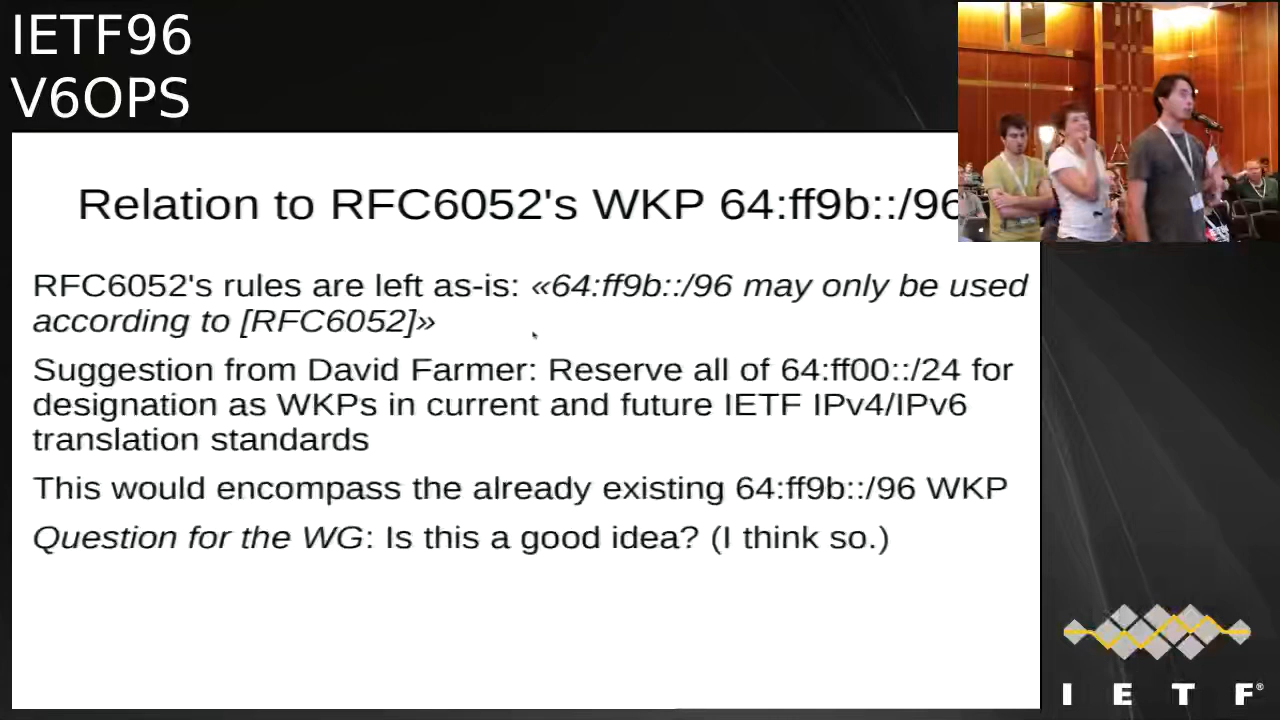 IETF96
V6OPS
Relation to RFC6052's WKP 64:ff9b::/96
RFC6052's rules are left as-is: «64:ff9b::/96 may only be used
according to [RFC6052]»
Suggestion from David Farmer: Reserve all of 64:ff00::/24 for
designation as WKPs in current and future IETF IPv4/IPv6
translation standards
This would encompass the already existing 64:ff9b::/96 WKP
Question for the WG: Is this a good idea? (I think so.)
I E T F®